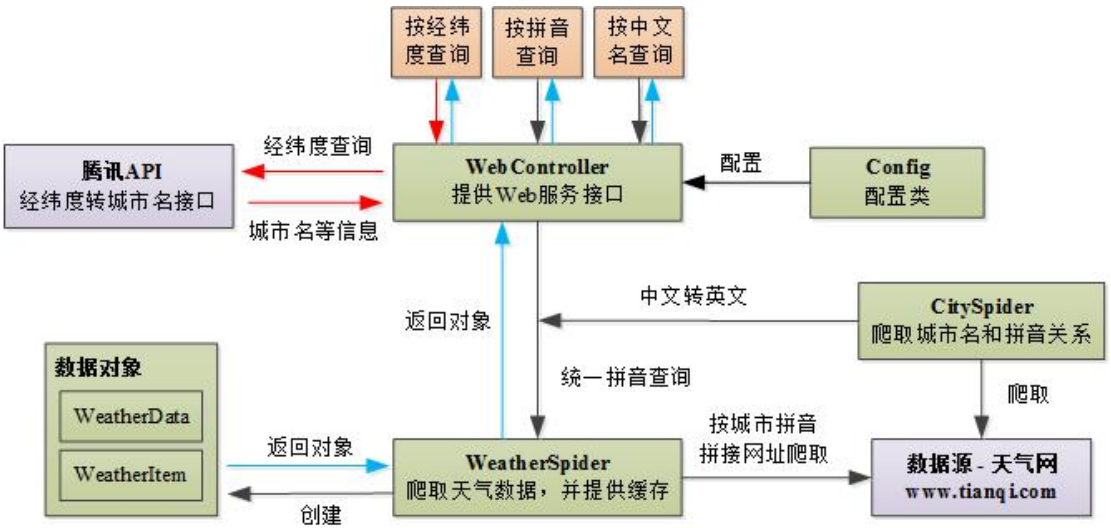 按经纬
度查询
按拼音
查询
按中文
名查询
经纬度查询
腾讯API
经纬度转城市名接口
城市名等信息
WebController
提供Web服务接口
配置
Config
配置类
中文转英文
CitySpider
爬取城市名和拼音关系
返回对象
统一拼音查询
爬取
数据对象
WeatherData
WeatherItem
返回对象
创建
WeatherSpider
爬取天气数据，并提供缓存
按城市拼音
拼接网址爬取
数据源 - 天气网
www.tianqi.com